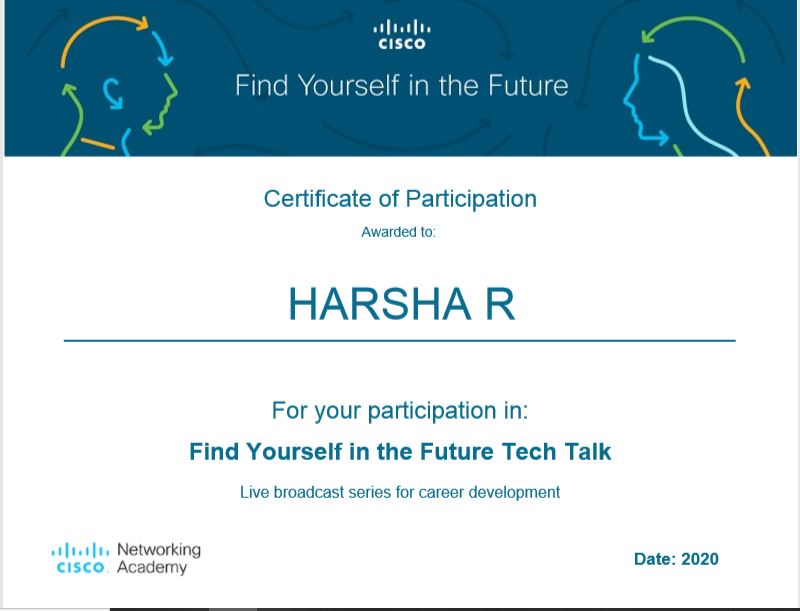 CISCO
Find Yourself in the Future
Certificate of Participation
Awarded to:
HARSHA R
For your participation in:
Find Yourself in the Future Tech Talk
Live broadcast series for career development
Networking
CISCO. Academy
Date: 2020